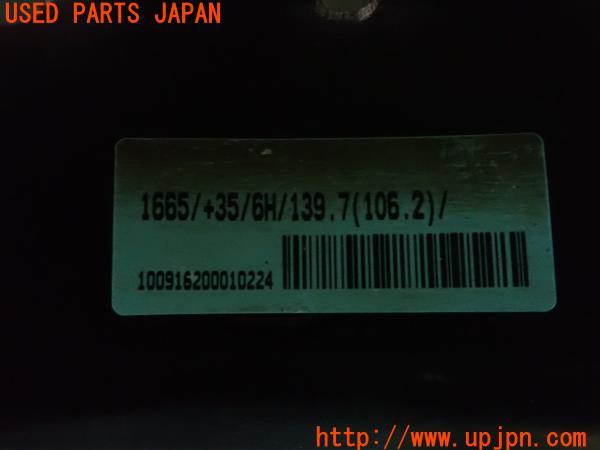 USED PARTS JAPAN
1665/+35/6H/139.7(106.2)/
100916200010224
http://www.upjpn.com